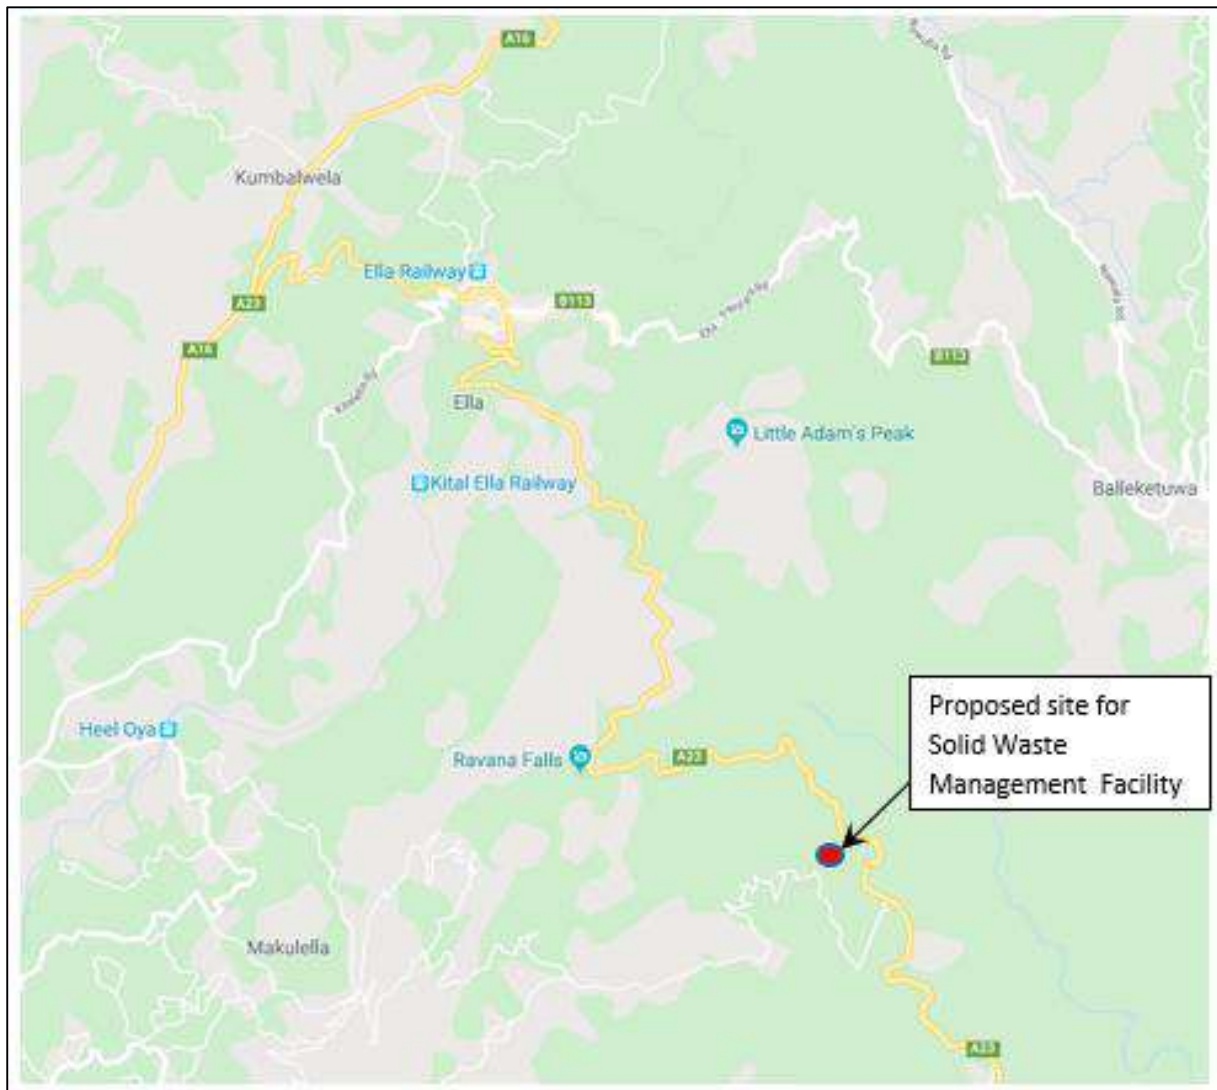 A16
Kumbalwela
Ella Railway
A23
B113
A16
B113
Ella
Little Adam's Peak
Kital Ella Railway
Balleketuwa
Proposed site for
Solid Waste
Management Facility
Heel Oya
Ravana Falls
A23
Makulella
A23